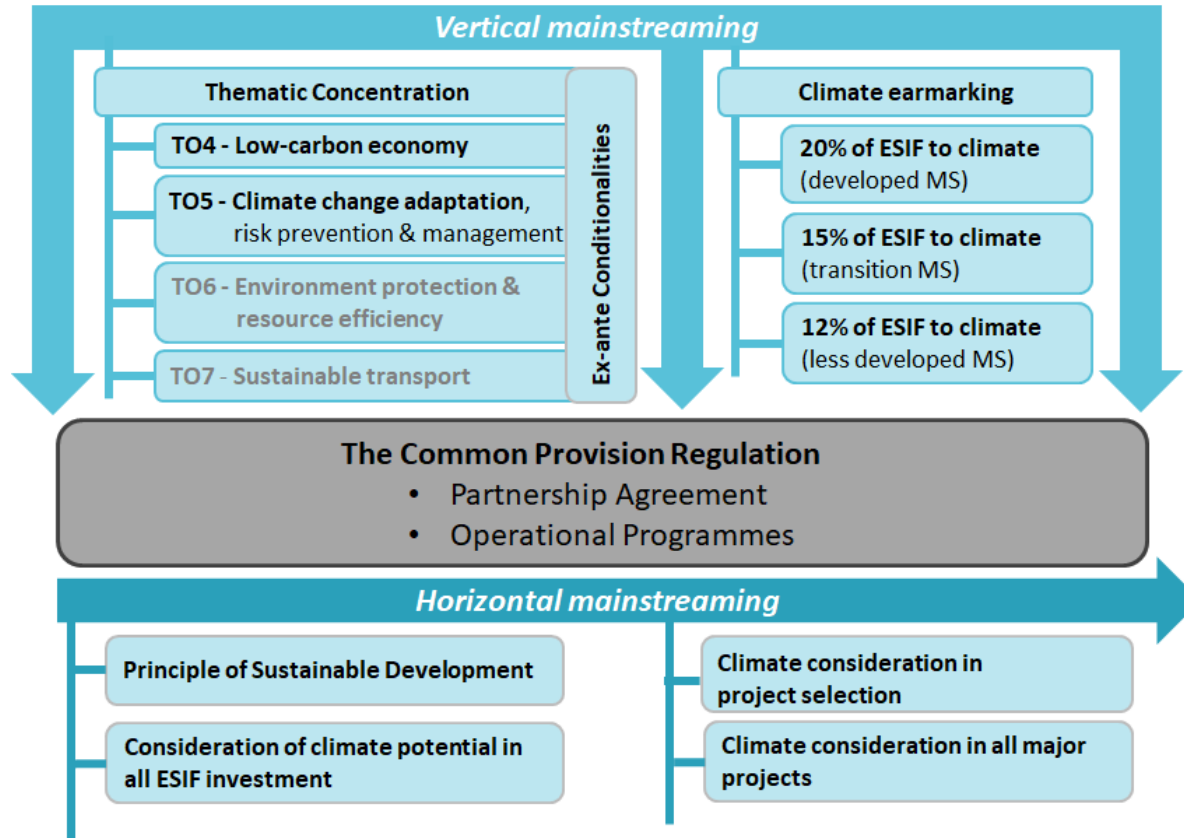 Vertical mainstreaming
Thematic Concentration
TO4 - Low-carbon economy
TO5 - Climate change adaptation,
risk prevention & management
TO6 - Environment protection &
resource efficiency
TO7 - Sustainable transport
Ex-ante Conditionalities
Climate earmarking
20% of ESIF to climate
(developed MS)
15% of ESIF to climate
(transition MS)
12% of ESIF to climate
(less developed MS)
The Common Provision Regulation
• Partnership Agreement
• Operational Programmes
Horizontal mainstreaming
Principle of Sustainable Development
Consideration of climate potential in
all ESIF investment
Climate consideration in
project selection
Climate consideration in all major
projects